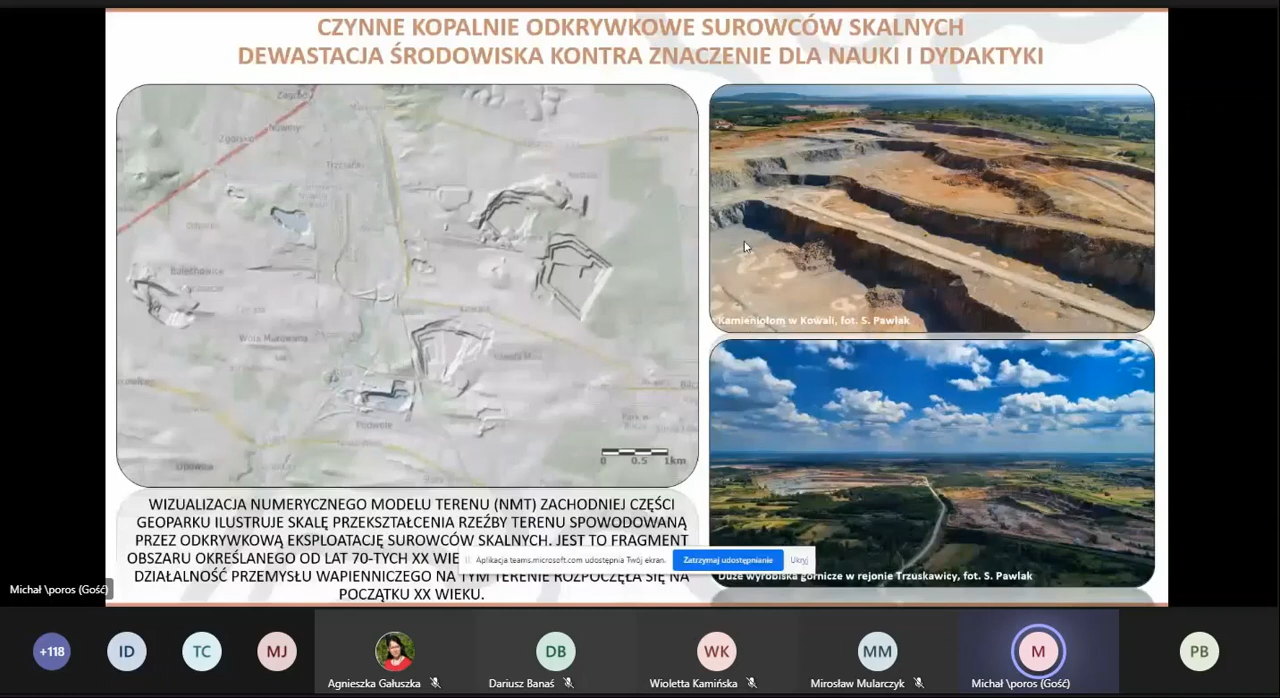 CZYNNE KOPALNIE ODKRYWKOWE SUROWCÓW SKALNYCH
DEWASTACJA ŚRODOWISKA KONTRA ZNACZENIE DLA NAUKI I DYDAKTYKI
Trzcianki
Wola Murowana
Podwole
Lipowica
0 0.5 1km
Kamieniołom w Kowali, fot. S. Pawlak
WIZUALIZACJA NUMERYCZNEGO MODELU TERENU (NMT) ZACHODNIEJ CZĘŚCI
GEOPARKU ILUSTRUJE SKALĘ PRZEKSZTAŁCENIA RZEŹBY TERENU SPOWODOWANĄ
PRZEZ ODKRYWKOWĄ EKSPLOATACJĘ SUROWCÓW SKALNYCH. JEST TO FRAGMENT
OBSZARU OKREŚLANEGO OD LAT 70-TYCH XX WIE
Aplikacja teams.microsoft.com udostępnia Twój ekran. Zatrzymaj udostępnianie Ukryj
DZIAŁALNOŚĆ PRZEMYSŁU WAPIENNICZEGO NA TYM TERENIE ROZPOCZĘŁA SIĘ NA
POCZĄTKU XX WIEKU.
Duże wyrobiska górnicze w rejonie Trzuskawicy, fot. S. Pawlak
Michał \poros (Gość)
+118 ID TC MJ DB WK MM M PB
Agnieszka Gałuszka Dariusz Banaś Wioletta Kamińska Mirosław Mularczyk Michał \poros (Gość)